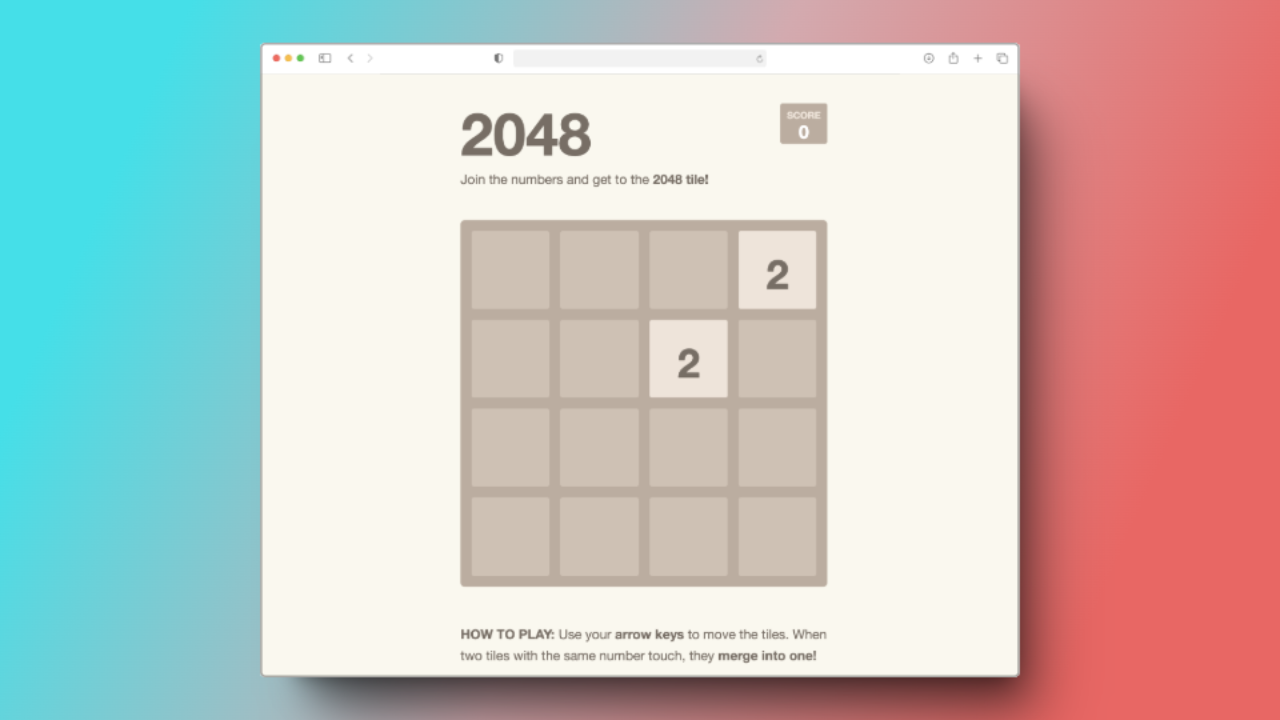 2048
SCORE
0
Join the numbers and get to the 2048 tile!
2
2
HOW TO PLAY: Use your arrow keys to move the tiles. When
two tiles with the same number touch, they merge into one!